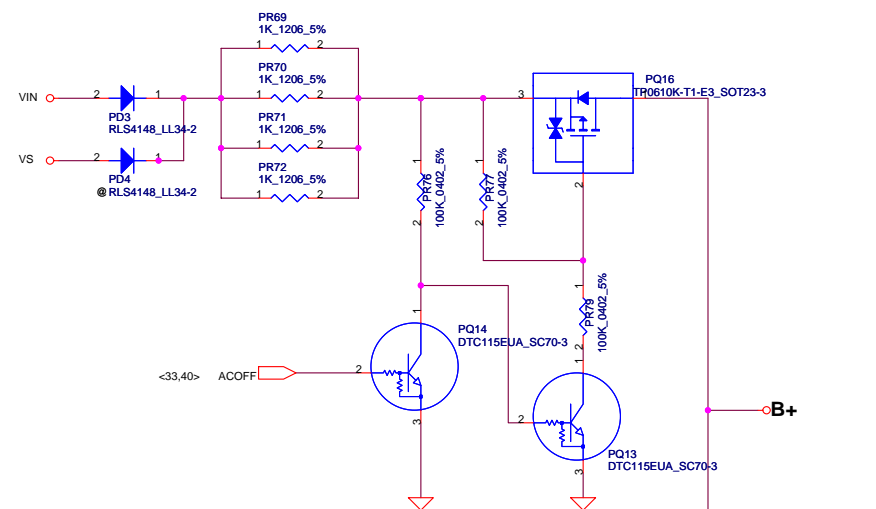 PR69
1K_1206_5%
1 2
PR70
1K_1206_5%
1 2
PR71
1K_1206_5%
1 2
PR72
1K_1206_5%
1 2
VIN
2 1
PD3
RLS4148_LL34-2
VS
2 1
PD4
@ RLS4148_LL34-2
1
PR76
100K_0402_5%
2
1
PR77
100K_0402_5%
2
PQ16
TP0610K-T1-E3_SOT23-3
3
1
2
1
PR79
100K_0402_5%
2
PQ14
DTC115EUA_SC70-3
1
2
3
<33,40> ACOFF
PQ13
DTC115EUA_SC70-3
1
2
3
B+